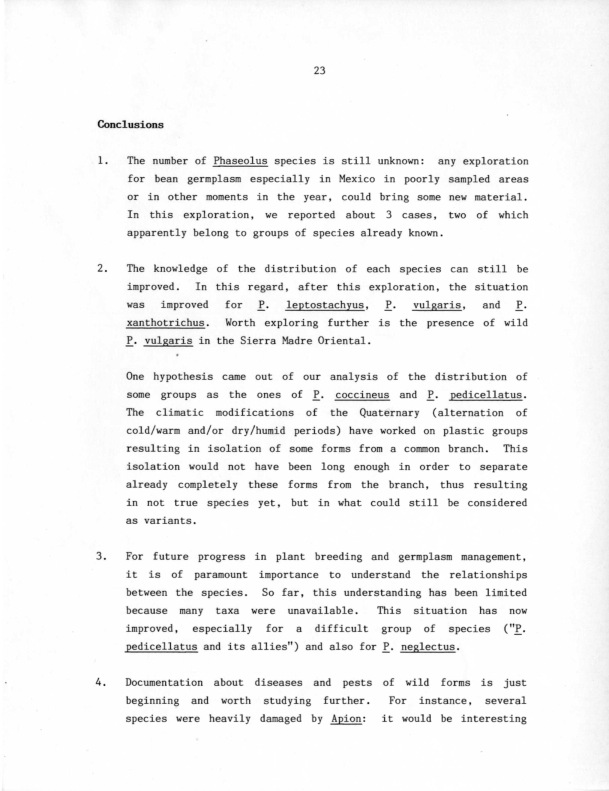 23
Conclusions
1. The number of Phaseolus species is still unknown: any exploration
for bean germplasm especially in Mexico in poorly sampled areas
or in other moments in the year, could bring some new material.
In this exploration, we reported about 3 cases, two of which
apparently belong to groups of species already known.
2. The knowledge of the distribution of each species can still be
improved. In this regard, after this exploration, the situation
was improved for P. leptostachyus, P. vulgaris, and P.
xanthotrichus. Worth exploring further is the presence of wild
P. vulgaris in the Sierra Madre Oriental.
One hypothesis came out of our analysis of the distribution of
some groups as the ones of P. coccineus and P. pedicellatus.
The climatic modifications of the Quaternary (alternation of
cold/warm and/or dry/humid periods) have worked on plastic groups
resulting in isolation of some forms from a common branch. This
isolation would not have been long enough in order to separate
already completely these forms from the branch, thus resulting
in not true species yet, but in what could still be considered
as variants.
3. For future progress in plant breeding and germplasm management,
it is of paramount importance to understand the relationships
between the species. So far, this understanding has been limited
because many taxa were unavailable. This situation has now
improved, especially for a difficult group of species ("P.
pedicellatus and its allies") and also for P. neglectus.
4. Documentation about diseases and pests of wild forms is just
beginning and worth studying further. For instance, several
species were heavily damaged by Apion: it would be interesting